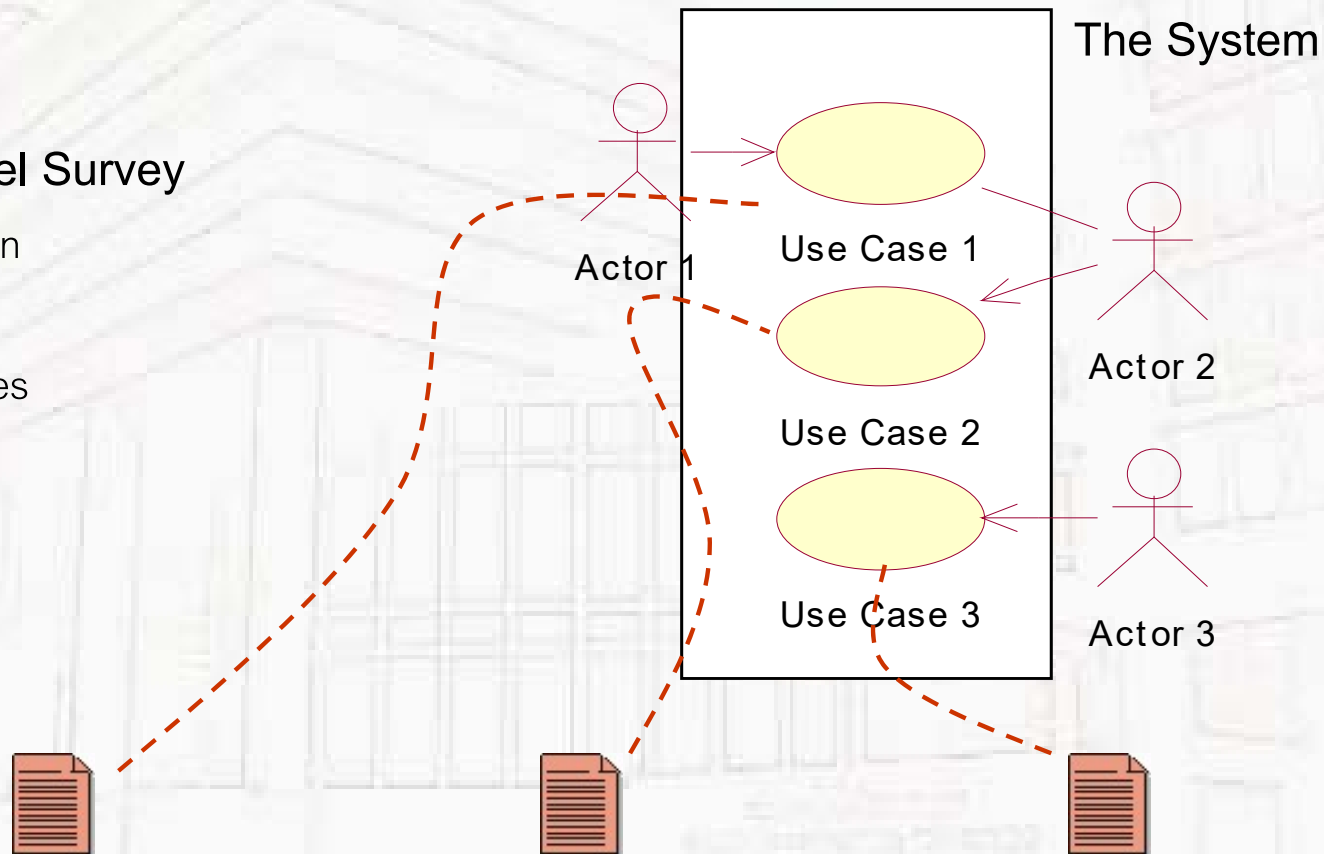 The System
el Survey
n
es
Actor 1
Use Case 1
Actor 2
Use Case 2
Use Case 3
Actor 3